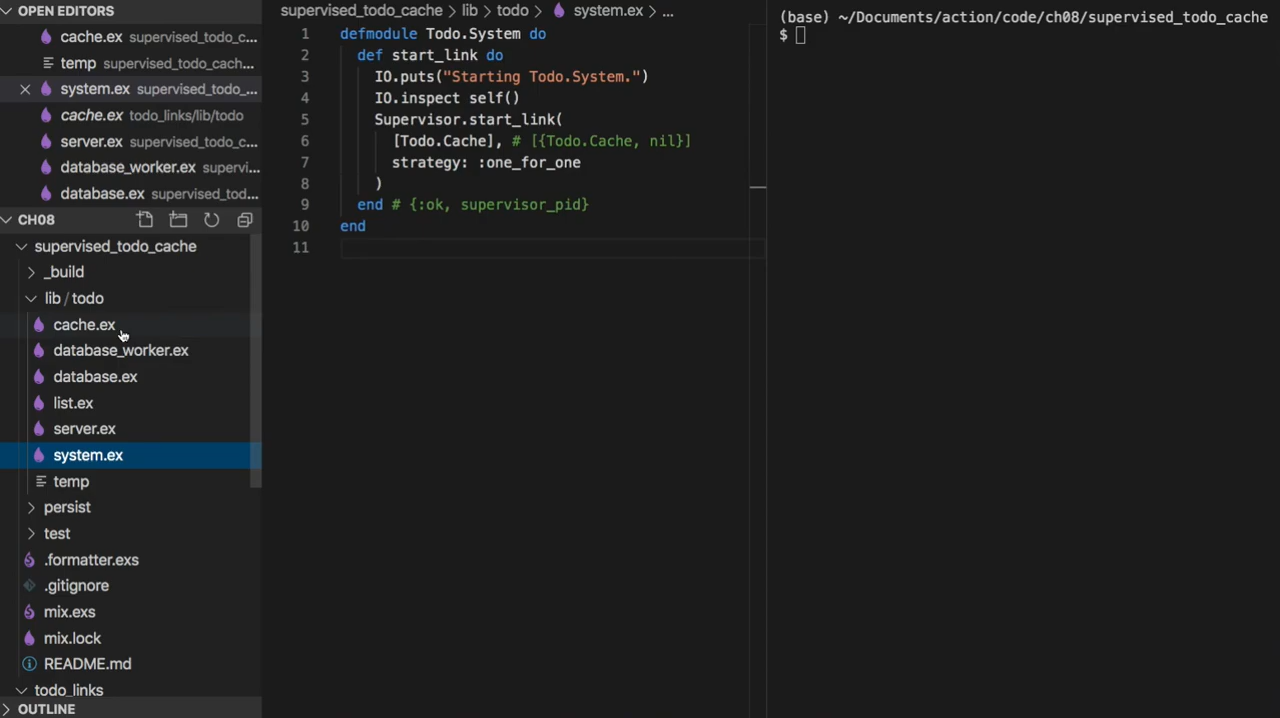 OPEN EDITORS
cache.ex supervised_todo_c...
temp supervised_todo_cach...
system.ex supervised_todo_...
cache.ex todo_links/lib/todo
server.ex supervised_todo_c...
database_worker.ex supervi...
database.ex supervised_tod...
CH08
supervised_todo_cache
_build
lib / todo
cache.ex
database_worker.ex
database.ex
list.ex
server.ex
system.ex
temp
persist
test
.formatter.exs
.gitignore
mix.exs
mix.lock
README.md
todo_links
OUTLINE
supervised_todo_cache > lib > todo > system.ex > ...
1 defmodule Todo.System do
2 def start_link do
3 IO.puts("Starting Todo.System.")
4 IO.inspect self()
5 Supervisor.start_link(
6 [Todo.Cache], # [{Todo.Cache, nil}]
7 strategy: :one_for_one
8 )
9 end # {:ok, supervisor_pid}
10 end
11
(base) ~/Documents/action/code/ch08/supervised_todo_cache
$